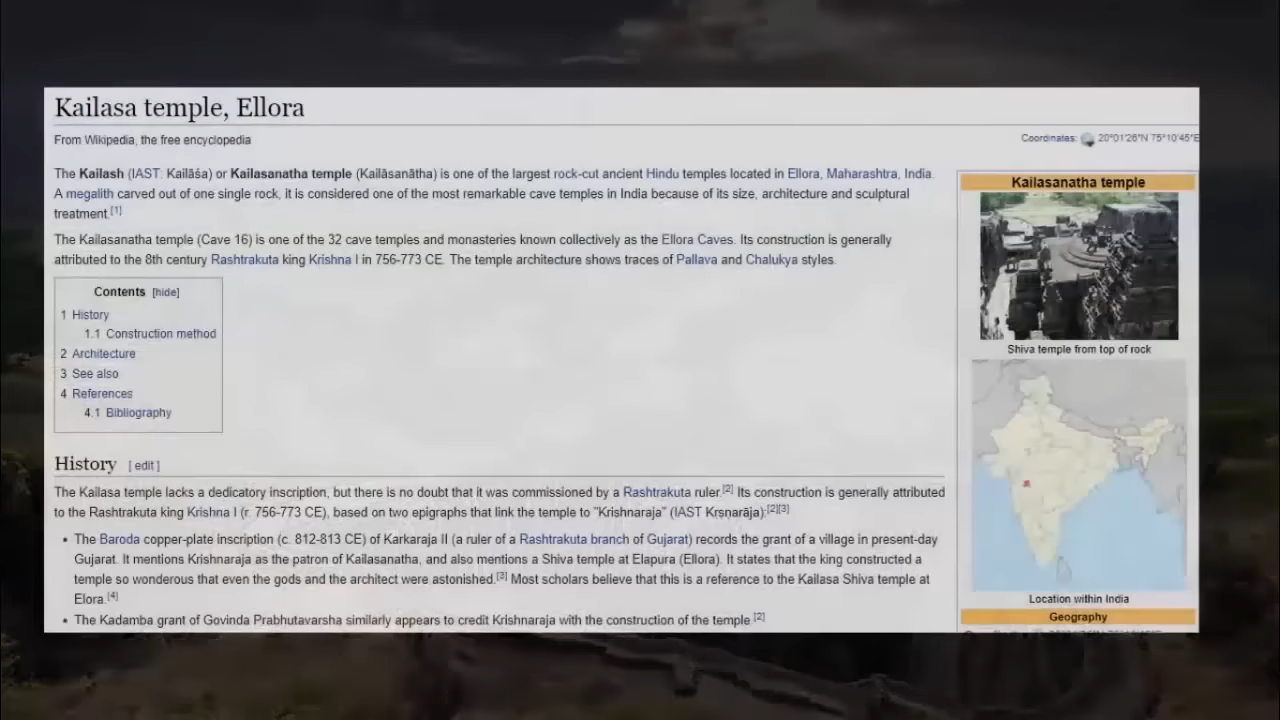 Kailasa temple, Ellora
From Wikipedia, the free encyclopedia
Coordinates: 20°01′26″N 75°10′45″E
The Kailash (IAST: Kailāśa) or Kailasanatha temple (Kailāsanātha) is one of the largest rock-cut ancient Hindu temples located in Ellora, Maharashtra, India.
A megalith carved out of one single rock, it is considered one of the most remarkable cave temples in India because of its size, architecture and sculptural
treatment.[1]
The Kailasanatha temple (Cave 16) is one of the 32 cave temples and monasteries known collectively as the Ellora Caves. Its construction is generally
attributed to the 8th century Rashtrakuta king Krishna I in 756-773 CE. The temple architecture shows traces of Pallava and Chalukya styles.
Contents [hide]
1 History
1.1 Construction method
2 Architecture
3 See also
4 References
4.1 Bibliography
History [ edit ]
The Kailasa temple lacks a dedicatory inscription, but there is no doubt that it was commissioned by a Rashtrakuta ruler.[2] Its construction is generally attributed
to the Rashtrakuta king Krishna I (r. 756-773 CE), based on two epigraphs that link the temple to "Krishnaraja" (IAST Kṛṣṇarāja):[2][3]
• The Baroda copper-plate inscription (c. 812-813 CE) of Karkaraja II (a ruler of a Rashtrakuta branch of Gujarat) records the grant of a village in present-day
Gujarat. It mentions Krishnaraja as the patron of Kailasanatha, and also mentions a Shiva temple at Elapura (Ellora). It states that the king constructed a
temple so wonderous that even the gods and the architect were astonished.[3] Most scholars believe that this is a reference to the Kailasa Shiva temple at
Elora.[4]
• The Kadamba grant of Govinda Prabhutavarsha similarly appears to credit Krishnaraja with the construction of the temple.[2]
Kailasanatha temple
Shiva temple from top of rock
Location within India
Geography